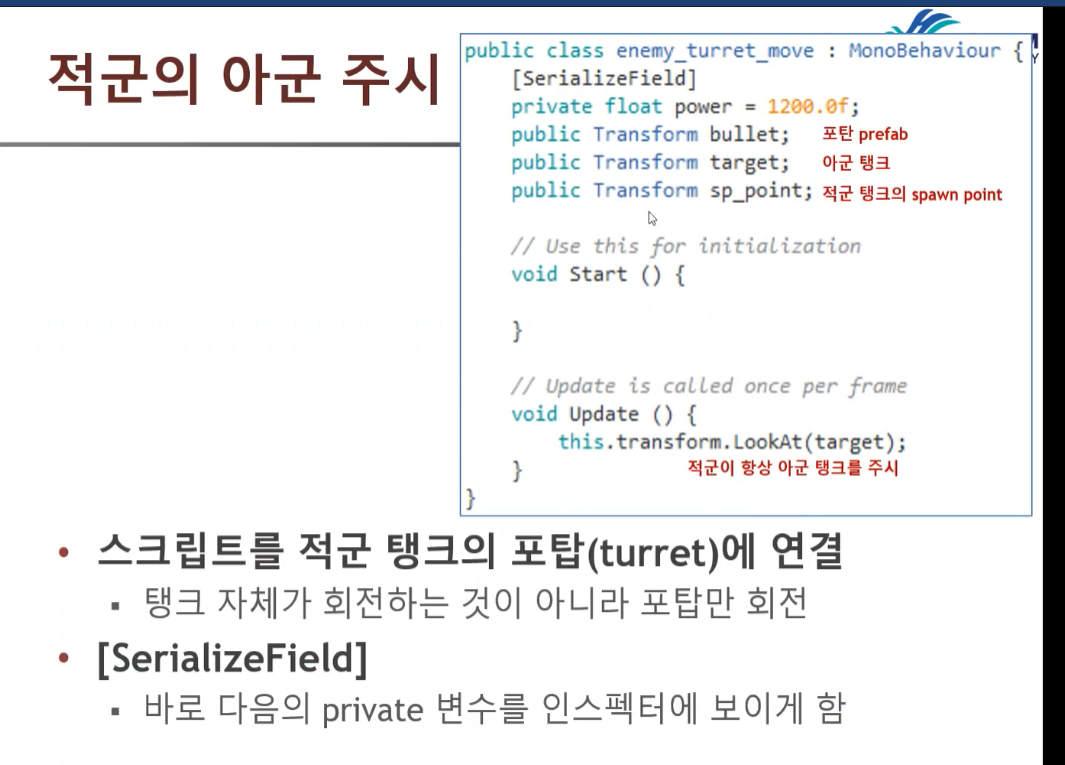 적군의 아군 주시
public class enemy_turret_move : MonoBehaviour {
[SerializeField]
private float power = 1200.0f;
public Transform bullet; 포탄 prefab
public Transform target; 아군 탱크
public Transform sp_point; 적군 탱크의 spawn point
// Use this for initialization
void Start () {
}
// Update is called once per frame
void Update () {
this.transform.LookAt(target);
} 적군이 항상 아군 탱크를 주시
}
• 스크립트를 적군 탱크의 포탑(turret)에 연결
▪ 탱크 자체가 회전하는 것이 아니라 포탑만 회전
• [SerializeField]
▪ 바로 다음의 private 변수를 인스펙터에 보이게 함